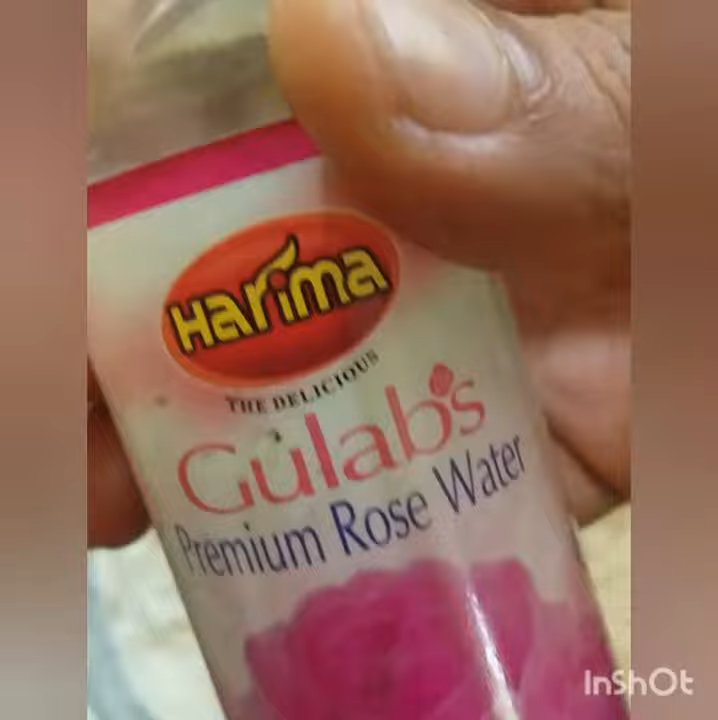 Harima
THE DELICIOUS
Gulab's
Premium Rose Water
InShOt